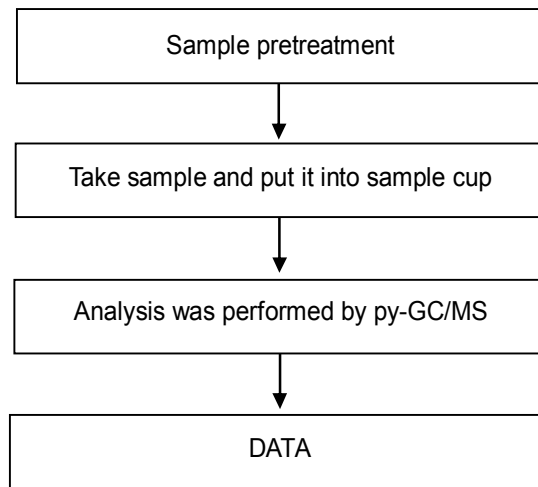 Sample pretreatment
Take sample and put it into sample cup
Analysis was performed by py-GC/MS
DATA